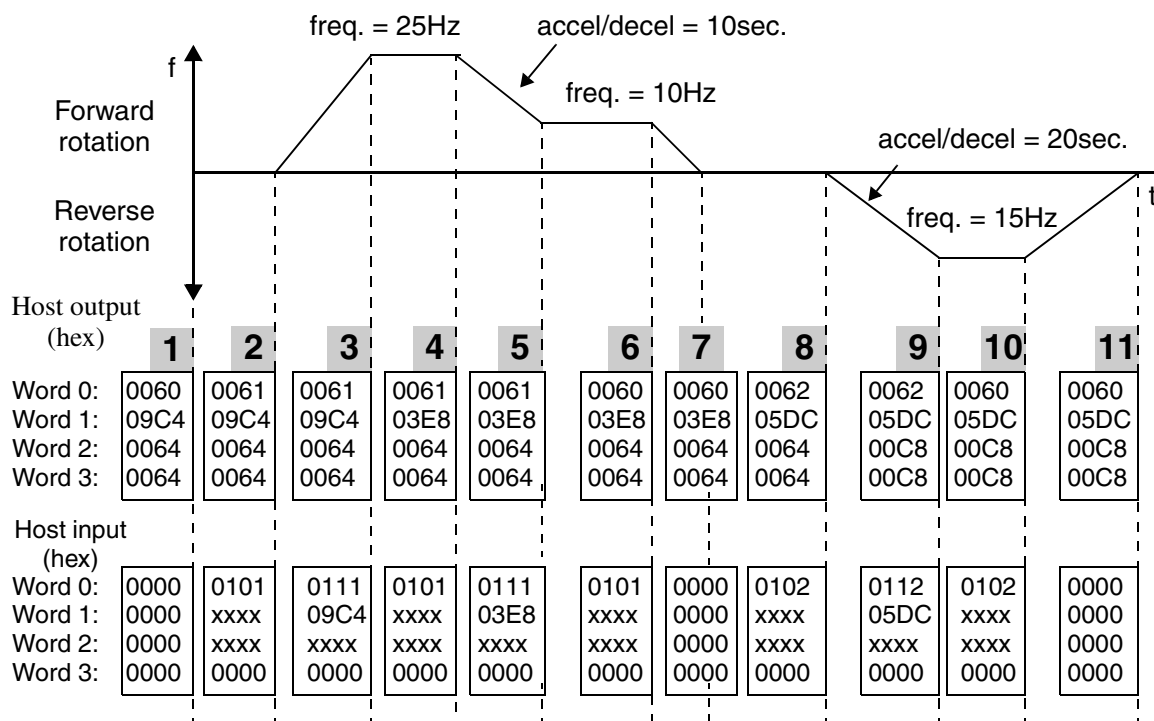 freq. = 25Hz accel/decel = 10sec.
f
freq. = 10Hz
Forward
rotation
accel/decel = 20sec.
t
Reverse
rotation
freq. = 15Hz
Host output
(hex)
1 2 3 4 5 6 7 8 9 10 11
Word 0: 0060 0061 0061 0061 0061 0060 0060 0062 0062 0060 0060
Word 1: 09C4 09C4 09C4 03E8 03E8 03E8 03E8 05DC 05DC 05DC 05DC
Word 2: 0064 0064 0064 0064 0064 0064 0064 0064 00C8 00C8 00C8
Word 3: 0064 0064 0064 0064 0064 0064 0064 0064 00C8 00C8 00C8
Host input
(hex)
Word 0: 0000 0101 0111 0101 0111 0101 0000 0102 0112 0102 0000
Word 1: 0000 xxxx 09C4 xxxx 03E8 xxxx 0000 xxxx 05DC xxxx 0000
Word 2: 0000 xxxx xxxx xxxx xxxx xxxx 0000 xxxx xxxx xxxx 0000
Word 3: 0000 0000 0000 0000 0000 0000 0000 0000 0000 0000 0000